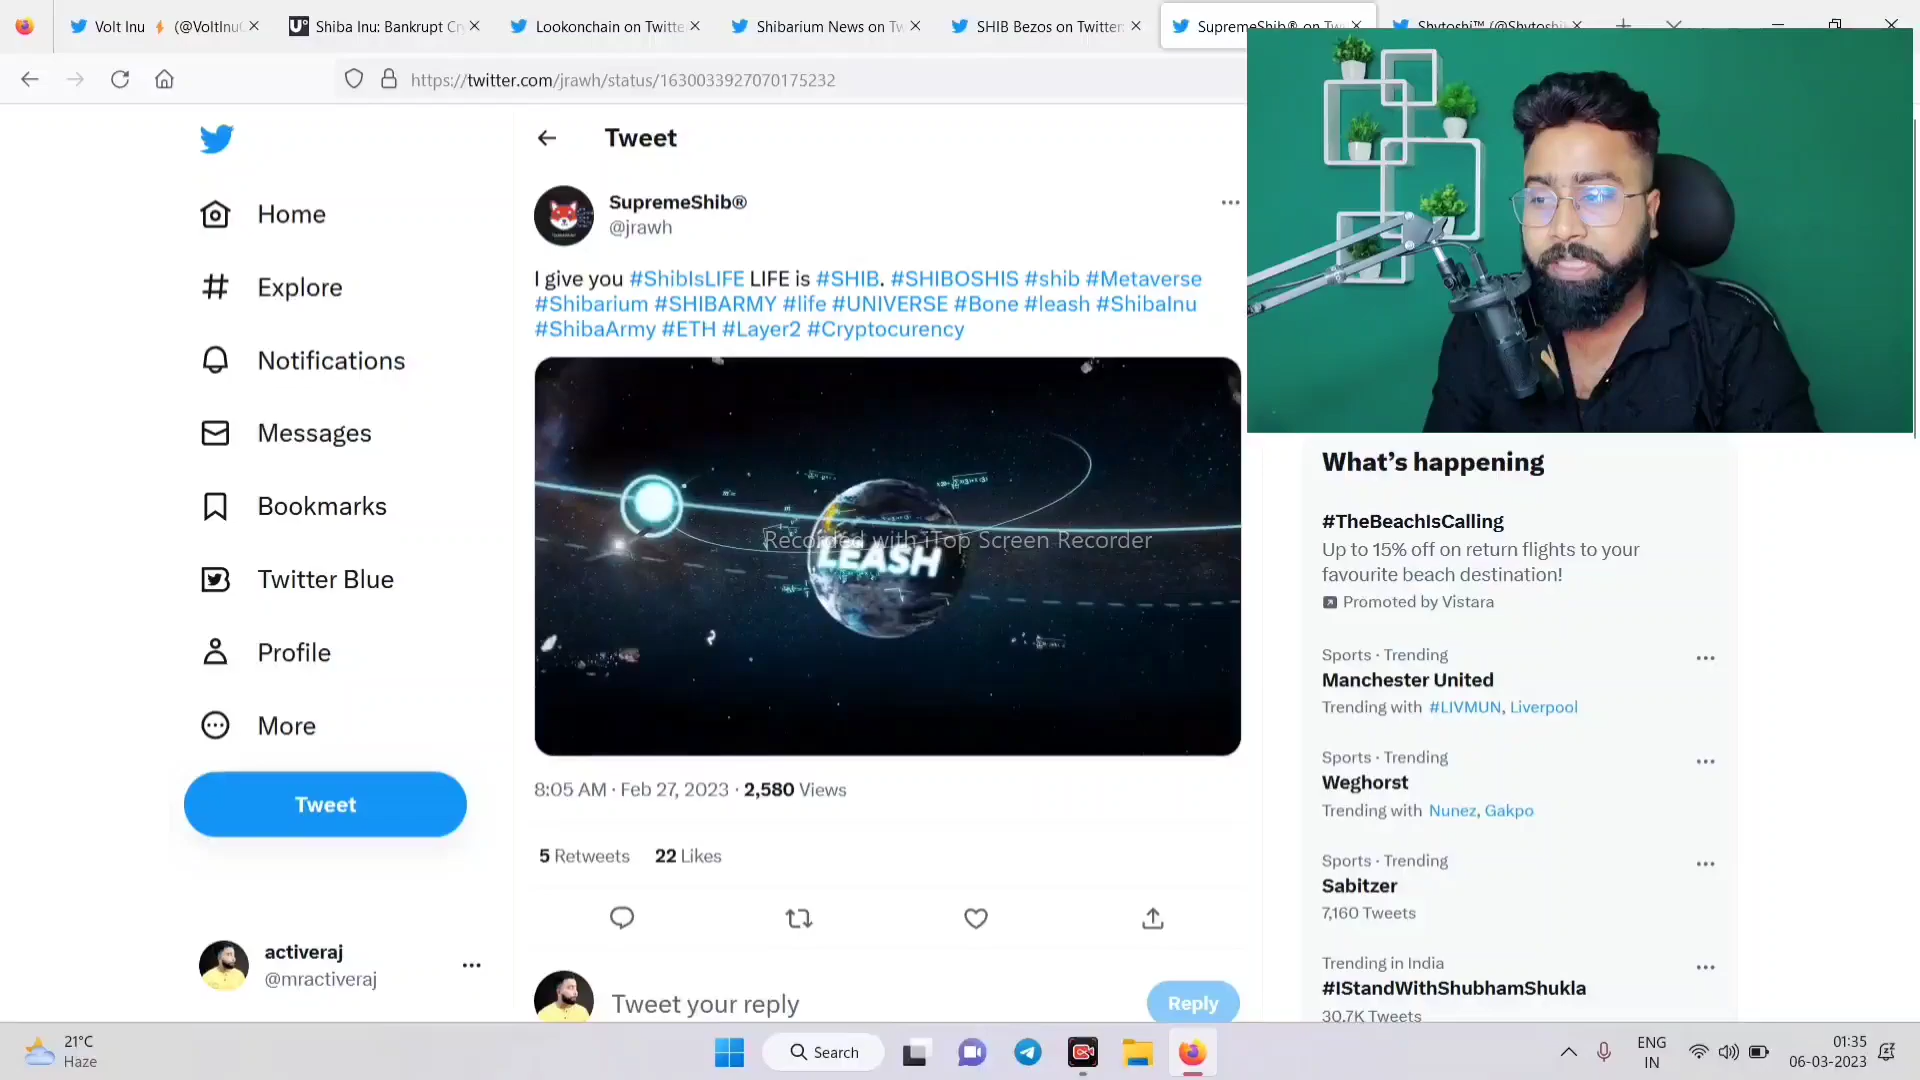 Volt Inu ⚡ (@VoltInu
Shiba Inu: Bankrupt Cr
Lookonchain on Twitte
Shibarium News on Tw
SHIB Bezos on Twitter
SupremeShib® on Tw
Shytoshi™ (@Shytoshi
https://twitter.com/jrawh/status/1630033927070175232
Home
Explore
Notifications
Messages
Bookmarks
Twitter Blue
Profile
More
Tweet
activeraj
@mractiveraj
Tweet
SupremeShib®
@jrawh
I give you #ShibIsLIFE LIFE is #SHIB. #SHIBOSHIS #shib #Metaverse
#Shibarium #SHIBARMY #life #UNIVERSE #Bone #leash #ShibaInu
#ShibaArmy #ETH #Layer2 #Cryptocurency
Recorded with iTop Screen Recorder
LEASH
8:05 AM · Feb 27, 2023 · 2,580 Views
5 Retweets 22 Likes
Tweet your reply
Reply
What's happening
#TheBeachIsCalling
Up to 15% off on return flights to your
favourite beach destination!
Promoted by Vistara
Sports · Trending
Manchester United
Trending with #LIVMUN, Liverpool
Sports · Trending
Weghorst
Trending with Nunez, Gakpo
Sports · Trending
Sabitzer
7,160 Tweets
Trending in India
#IStandWithShubhamShukla
30.7K Tweets
21°C
Haze
Search
ENG
IN
01:35
06-03-2023